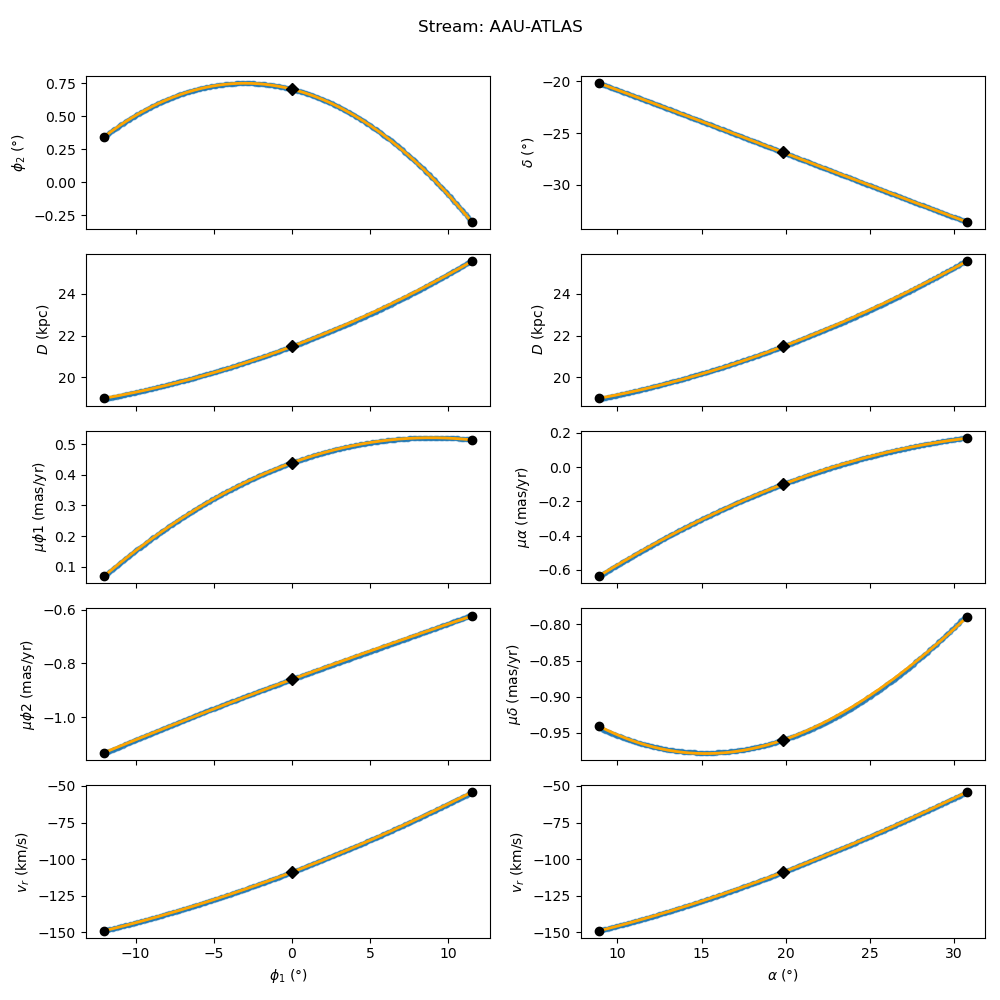 Stream: AAU-ATLAS
0.75
0.50
0.25
0.00
−0.25
ϕ₂ (°)
−20
−25
−30
δ (°)
24
22
20
D (kpc)
24
22
20
D (kpc)
0.5
0.4
0.3
0.2
0.1
μϕ1 (mas/yr)
0.2
0.0
−0.2
−0.4
−0.6
μα (mas/yr)
−0.6
−0.8
−1.0
μϕ2 (mas/yr)
−0.80
−0.85
−0.90
−0.95
μδ (mas/yr)
−50
−75
−100
−125
−150
vᵣ (km/s)
−10 −5 0 5 10
ϕ₁ (°)
−50
−75
−100
−125
−150
vᵣ (km/s)
10 15 20 25 30
α (°)